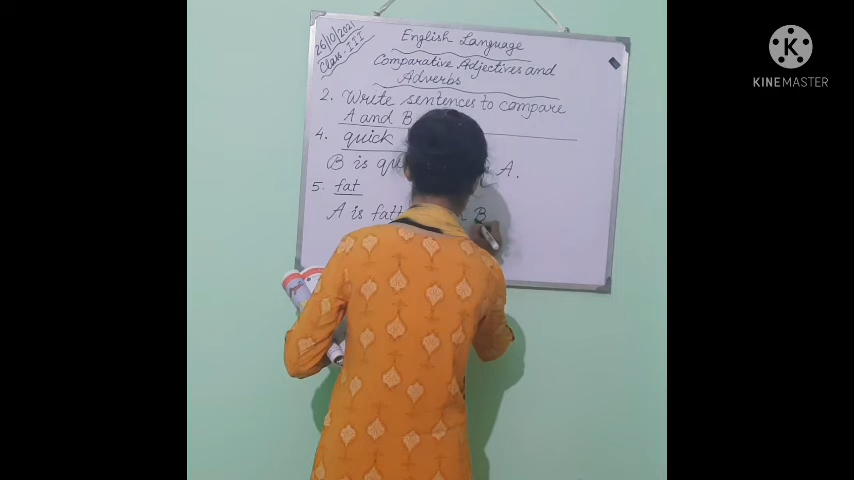 26/10/2021
Class-III
English Language
Comparative Adjectives and
Adverbs
2. Write sentences to compare
A and B
4. quick
B is A.
5. fat
A is B
K
KINEMASTER